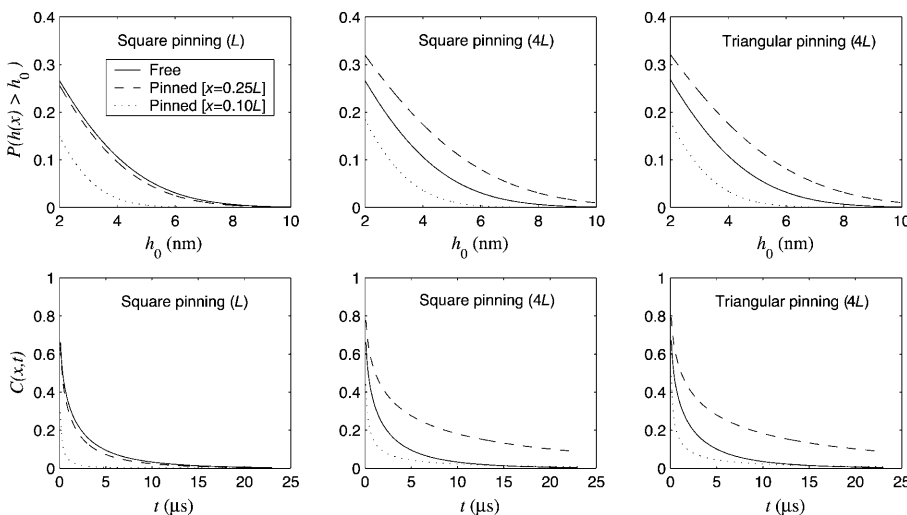 0.4
0.3
0.2
0.1
0
P(h(x) > h0)
Square pinning (L)
Free
Pinned [x=0.25L]
Pinned [x=0.10L]
2 4 6 8 10
h0 (nm)
0.4
0.3
0.2
0.1
0
Square pinning (4L)
2 4 6 8 10
h0 (nm)
0.4
0.3
0.2
0.1
0
Triangular pinning (4L)
2 4 6 8 10
h0 (nm)
1
0.8
0.6
0.4
0.2
0
C(x,t)
Square pinning (L)
0 5 10 15 20 25
t (μs)
1
0.8
0.6
0.4
0.2
0
Square pinning (4L)
0 5 10 15 20 25
t (μs)
1
0.8
0.6
0.4
0.2
0
Triangular pinning (4L)
0 5 10 15 20 25
t (μs)